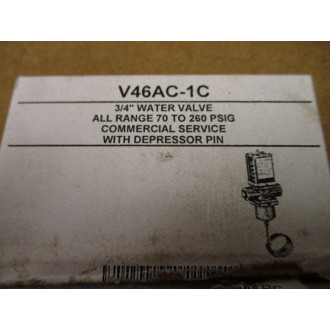 V46AC-1C
3/4" WATER VALVE
ALL RANGE 70 TO 260 PSIG
COMMERCIAL SERVICE
WITH DEPRESSOR PIN